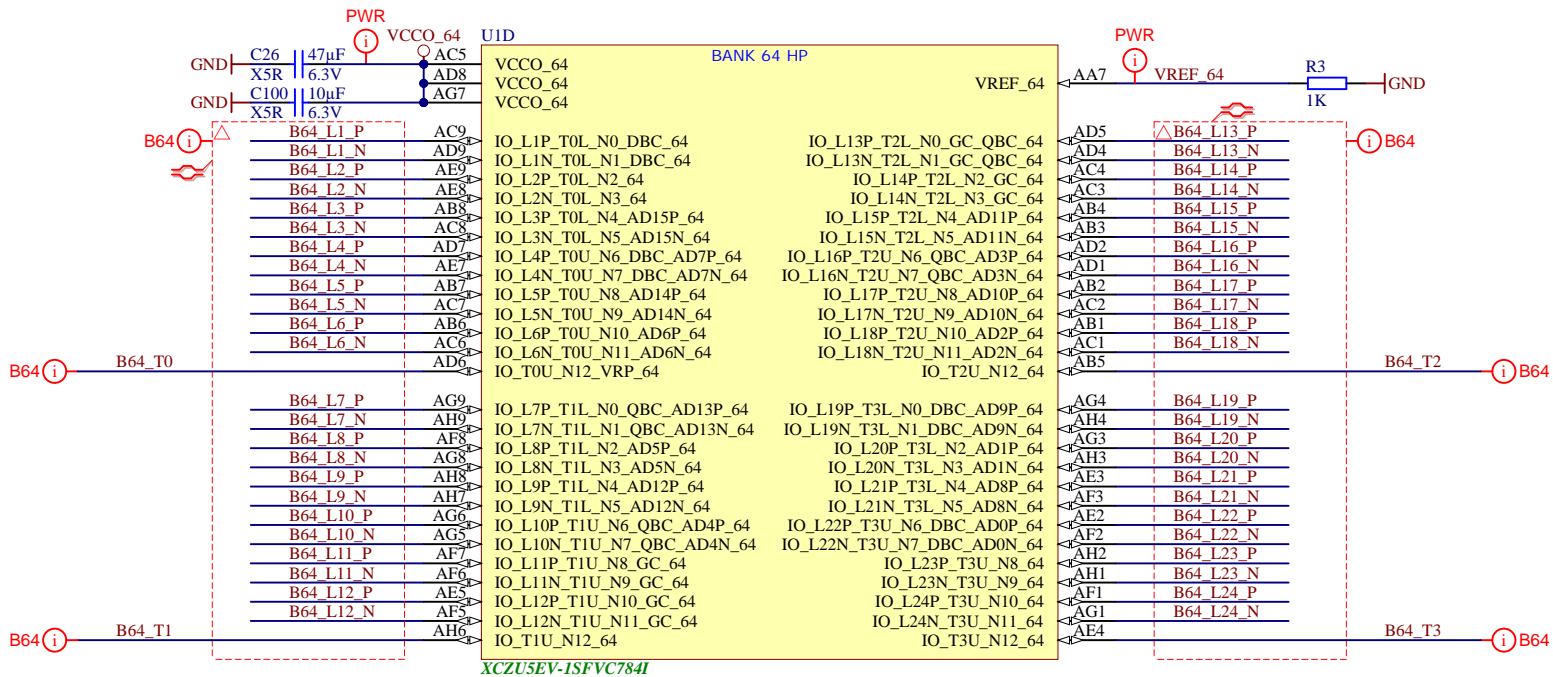 PWR
VCCO_64 U1D
GND C26 47µF AC5 VCCO_64 BANK 64 HP PWR
X5R 6.3V AD8 VCCO_64 VREF_64 AA7 VREF_64 R3 GND
GND C100 10µF AG7 VCCO_64 1K
X5R 6.3V
B64 i B64_L1_P AC9 IO_L1P_T0L_N0_DBC_64 IO_L13P_T2L_N0_GC_QBC_64 AD5 B64_L13_P i B64
B64_L1_N AD9 IO_L1N_T0L_N1_DBC_64 IO_L13N_T2L_N1_GC_QBC_64 AD4 B64_L13_N
B64_L2_P AE9 IO_L2P_T0L_N2_64 IO_L14P_T2L_N2_GC_64 AC4 B64_L14_P
B64_L2_N AE8 IO_L2N_T0L_N3_64 IO_L14N_T2L_N3_GC_64 AC3 B64_L14_N
B64_L3_P AB8 IO_L3P_T0L_N4_AD15P_64 IO_L15P_T2L_N4_AD11P_64 AB4 B64_L15_P
B64_L3_N AC8 IO_L3N_T0L_N5_AD15N_64 IO_L15N_T2L_N5_AD11N_64 AB3 B64_L15_N
B64_L4_P AD7 IO_L4P_T0U_N6_DBC_AD7P_64 IO_L16P_T2U_N6_QBC_AD3P_64 AD2 B64_L16_P
B64_L4_N AE7 IO_L4N_T0U_N7_DBC_AD7N_64 IO_L16N_T2U_N7_QBC_AD3N_64 AD1 B64_L16_N
B64_L5_P AB7 IO_L5P_T0U_N8_AD14P_64 IO_L17P_T2U_N8_AD10P_64 AB2 B64_L17_P
B64_L5_N AC7 IO_L5N_T0U_N9_AD14N_64 IO_L17N_T2U_N9_AD10N_64 AC2 B64_L17_N
B64_L6_P AB6 IO_L6P_T0U_N10_AD6P_64 IO_L18P_T2U_N10_AD2P_64 AB1 B64_L18_P
B64_L6_N AC6 IO_L6N_T0U_N11_AD6N_64 IO_L18N_T2U_N11_AD2N_64 AC1 B64_L18_N
B64 i B64_T0 AD6 IO_T0U_N12_VRP_64 IO_T2U_N12_64 AB5 B64_T2 i B64
B64_L7_P AG9 IO_L7P_T1L_N0_QBC_AD13P_64 IO_L19P_T3L_N0_DBC_AD9P_64 AG4 B64_L19_P
B64_L7_N AH9 IO_L7N_T1L_N1_QBC_AD13N_64 IO_L19N_T3L_N1_DBC_AD9N_64 AH4 B64_L19_N
B64_L8_P AF8 IO_L8P_T1L_N2_AD5P_64 IO_L20P_T3L_N2_AD1P_64 AG3 B64_L20_P
B64_L8_N AG8 IO_L8N_T1L_N3_AD5N_64 IO_L20N_T3L_N3_AD1N_64 AH3 B64_L20_N
B64_L9_P AH8 IO_L9P_T1L_N4_AD12P_64 IO_L21P_T3L_N4_AD8P_64 AE3 B64_L21_P
B64_L9_N AH7 IO_L9N_T1L_N5_AD12N_64 IO_L21N_T3L_N5_AD8N_64 AF3 B64_L21_N
B64_L10_P AG6 IO_L10P_T1U_N6_QBC_AD4P_64 IO_L22P_T3U_N6_DBC_AD0P_64 AE2 B64_L22_P
B64_L10_N AG5 IO_L10N_T1U_N7_QBC_AD4N_64 IO_L22N_T3U_N7_DBC_AD0N_64 AF2 B64_L22_N
B64_L11_P AF7 IO_L11P_T1U_N8_GC_64 IO_L23P_T3U_N8_64 AH2 B64_L23_P
B64_L11_N AF6 IO_L11N_T1U_N9_GC_64 IO_L23N_T3U_N9_64 AH1 B64_L23_N
B64_L12_P AE5 IO_L12P_T1U_N10_GC_64 IO_L24P_T3U_N10_64 AF1 B64_L24_P
B64_L12_N AF5 IO_L12N_T1U_N11_GC_64 IO_L24N_T3U_N11_64 AG1 B64_L24_N
B64 i B64_T1 AH6 IO_T1U_N12_64 IO_T3U_N12_64 AE4 B64_T3 i B64
XCZU5EV-1SFVC784I